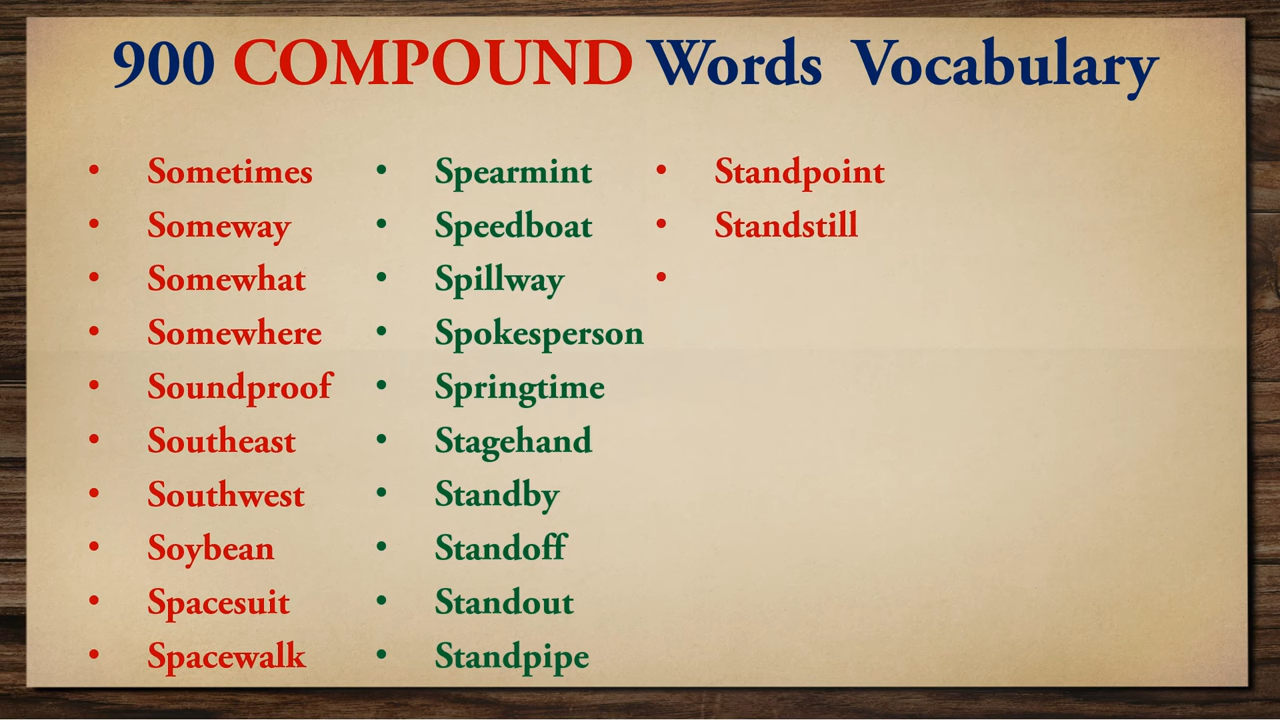 900 COMPOUND Words Vocabulary
• Sometimes
• Someway
• Somewhat
• Somewhere
• Soundproof
• Southeast
• Southwest
• Soybean
• Spacesuit
• Spacewalk
• Spearmint
• Speedboat
• Spillway
• Spokesperson
• Springtime
• Stagehand
• Standby
• Standoff
• Standout
• Standpipe
• Standpoint
• Standstill
•